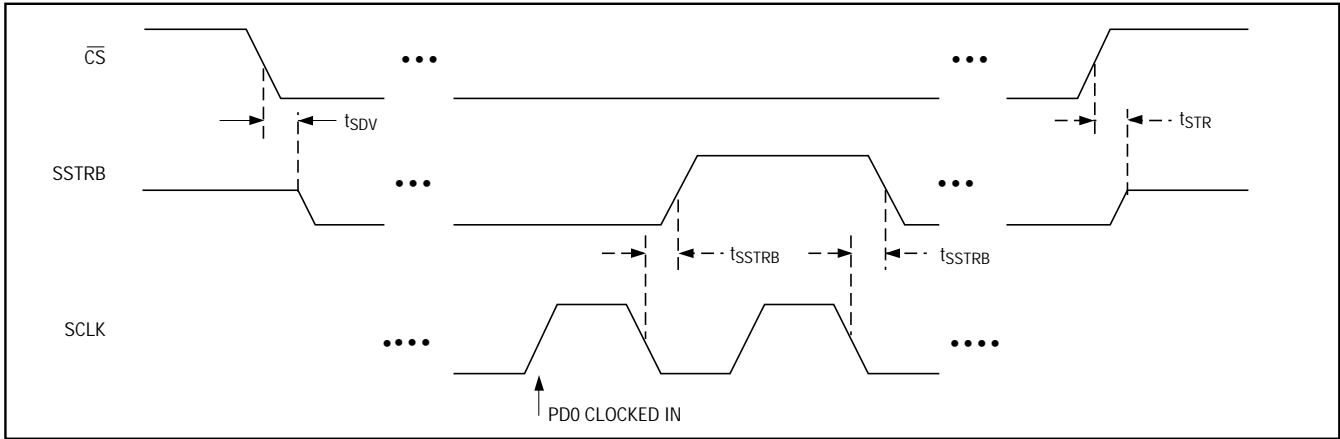 CS
tSDV
tSTR
SSTRB
tSSTRB
tSSTRB
SCLK
PD0 CLOCKED IN